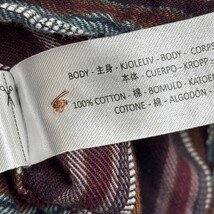 BODY - 主身 - KJOLELIV - BODY - CORPS
本体 - CUERPO - KROPP -
100% COTTON - 棉 - BOMULD - KATOEN
COTONE - 綿 - ALGODÓN -